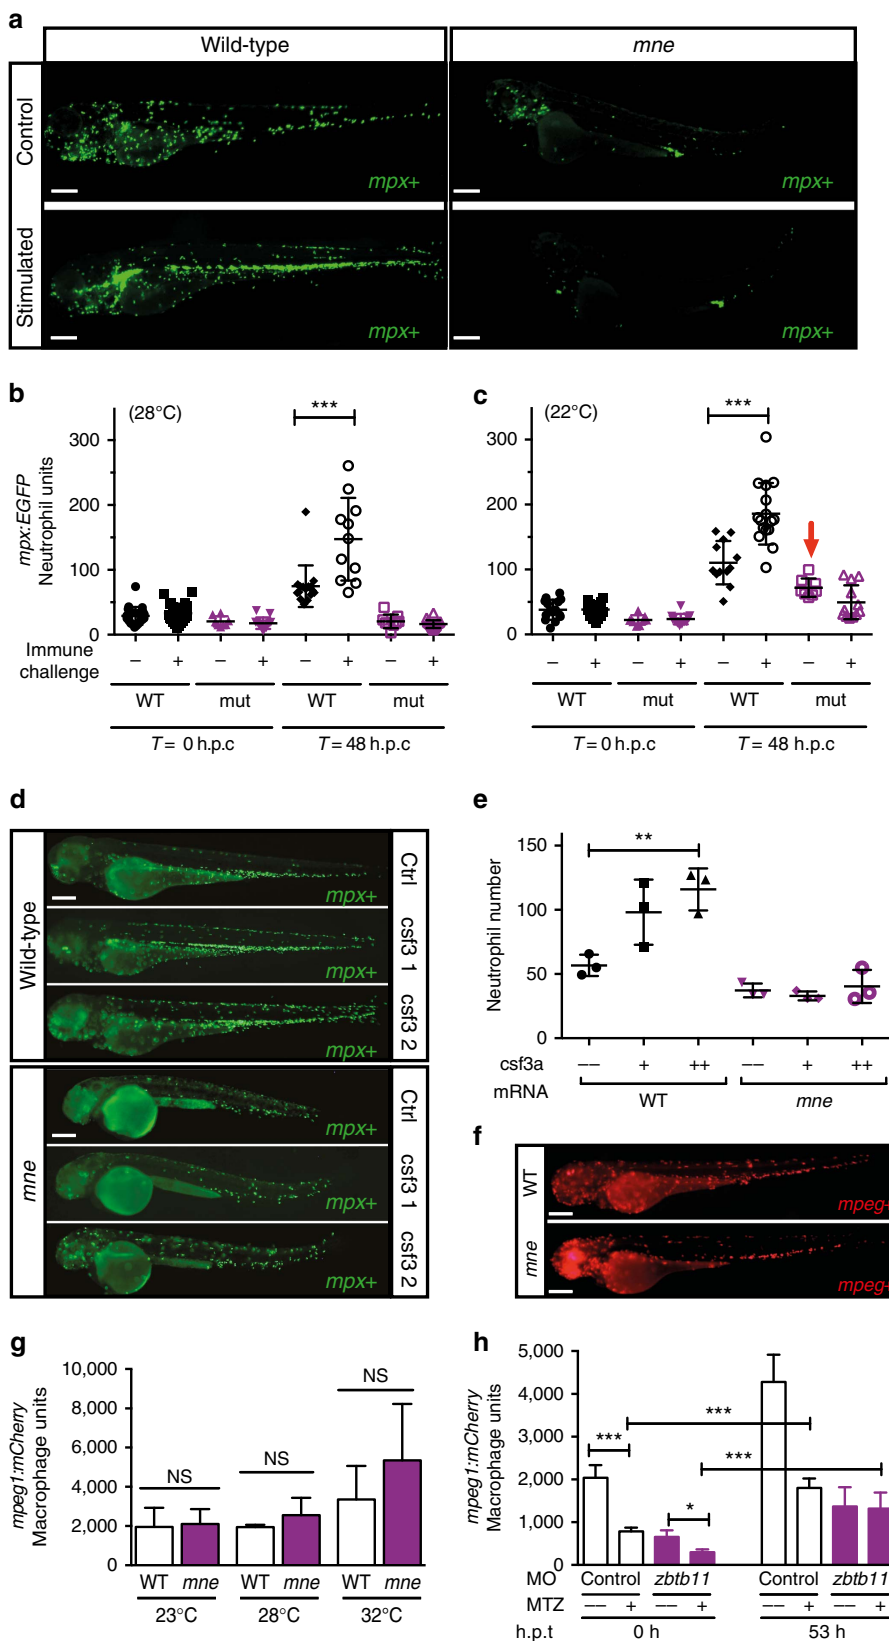 a
Wild-type
mne
Control
mpx+
mpx+
Stimulated
mpx+
mpx+
b
(28°C)
***
mpx:EGFP
Neutrophil units
300
200
100
0
Immune
challenge
– + – + – + – +
WT mut WT mut
T = 0 h.p.c T = 48 h.p.c
c
(22°C)
***
300
200
100
0
– + – + – + – +
WT mut WT mut
T = 0 h.p.c T = 48 h.p.c
d
Wild-type
Ctrl
mpx+
csf3 1
mpx+
csf3 2
mpx+
mne
Ctrl
mpx+
csf3 1
mpx+
csf3 2
mpx+
e
**
Neutrophil number
150
100
50
0
csf3a
mRNA
–– + ++ –– + ++
WT mne
f
WT
mpeg+
mne
mpeg+
g
mpeg1:mCherry
Macrophage units
10,000
8,000
6,000
4,000
2,000
0
NS
NS
NS
WT mne WT mne WT mne
23°C 28°C 32°C
h
mpeg1:mCherry
Macrophage units
5,000
4,000
3,000
2,000
1,000
0
***
***
***
*
MO Control zbtb11 Control zbtb11
MTZ –– + –– + –– + –– +
h.p.t 0 h 53 h